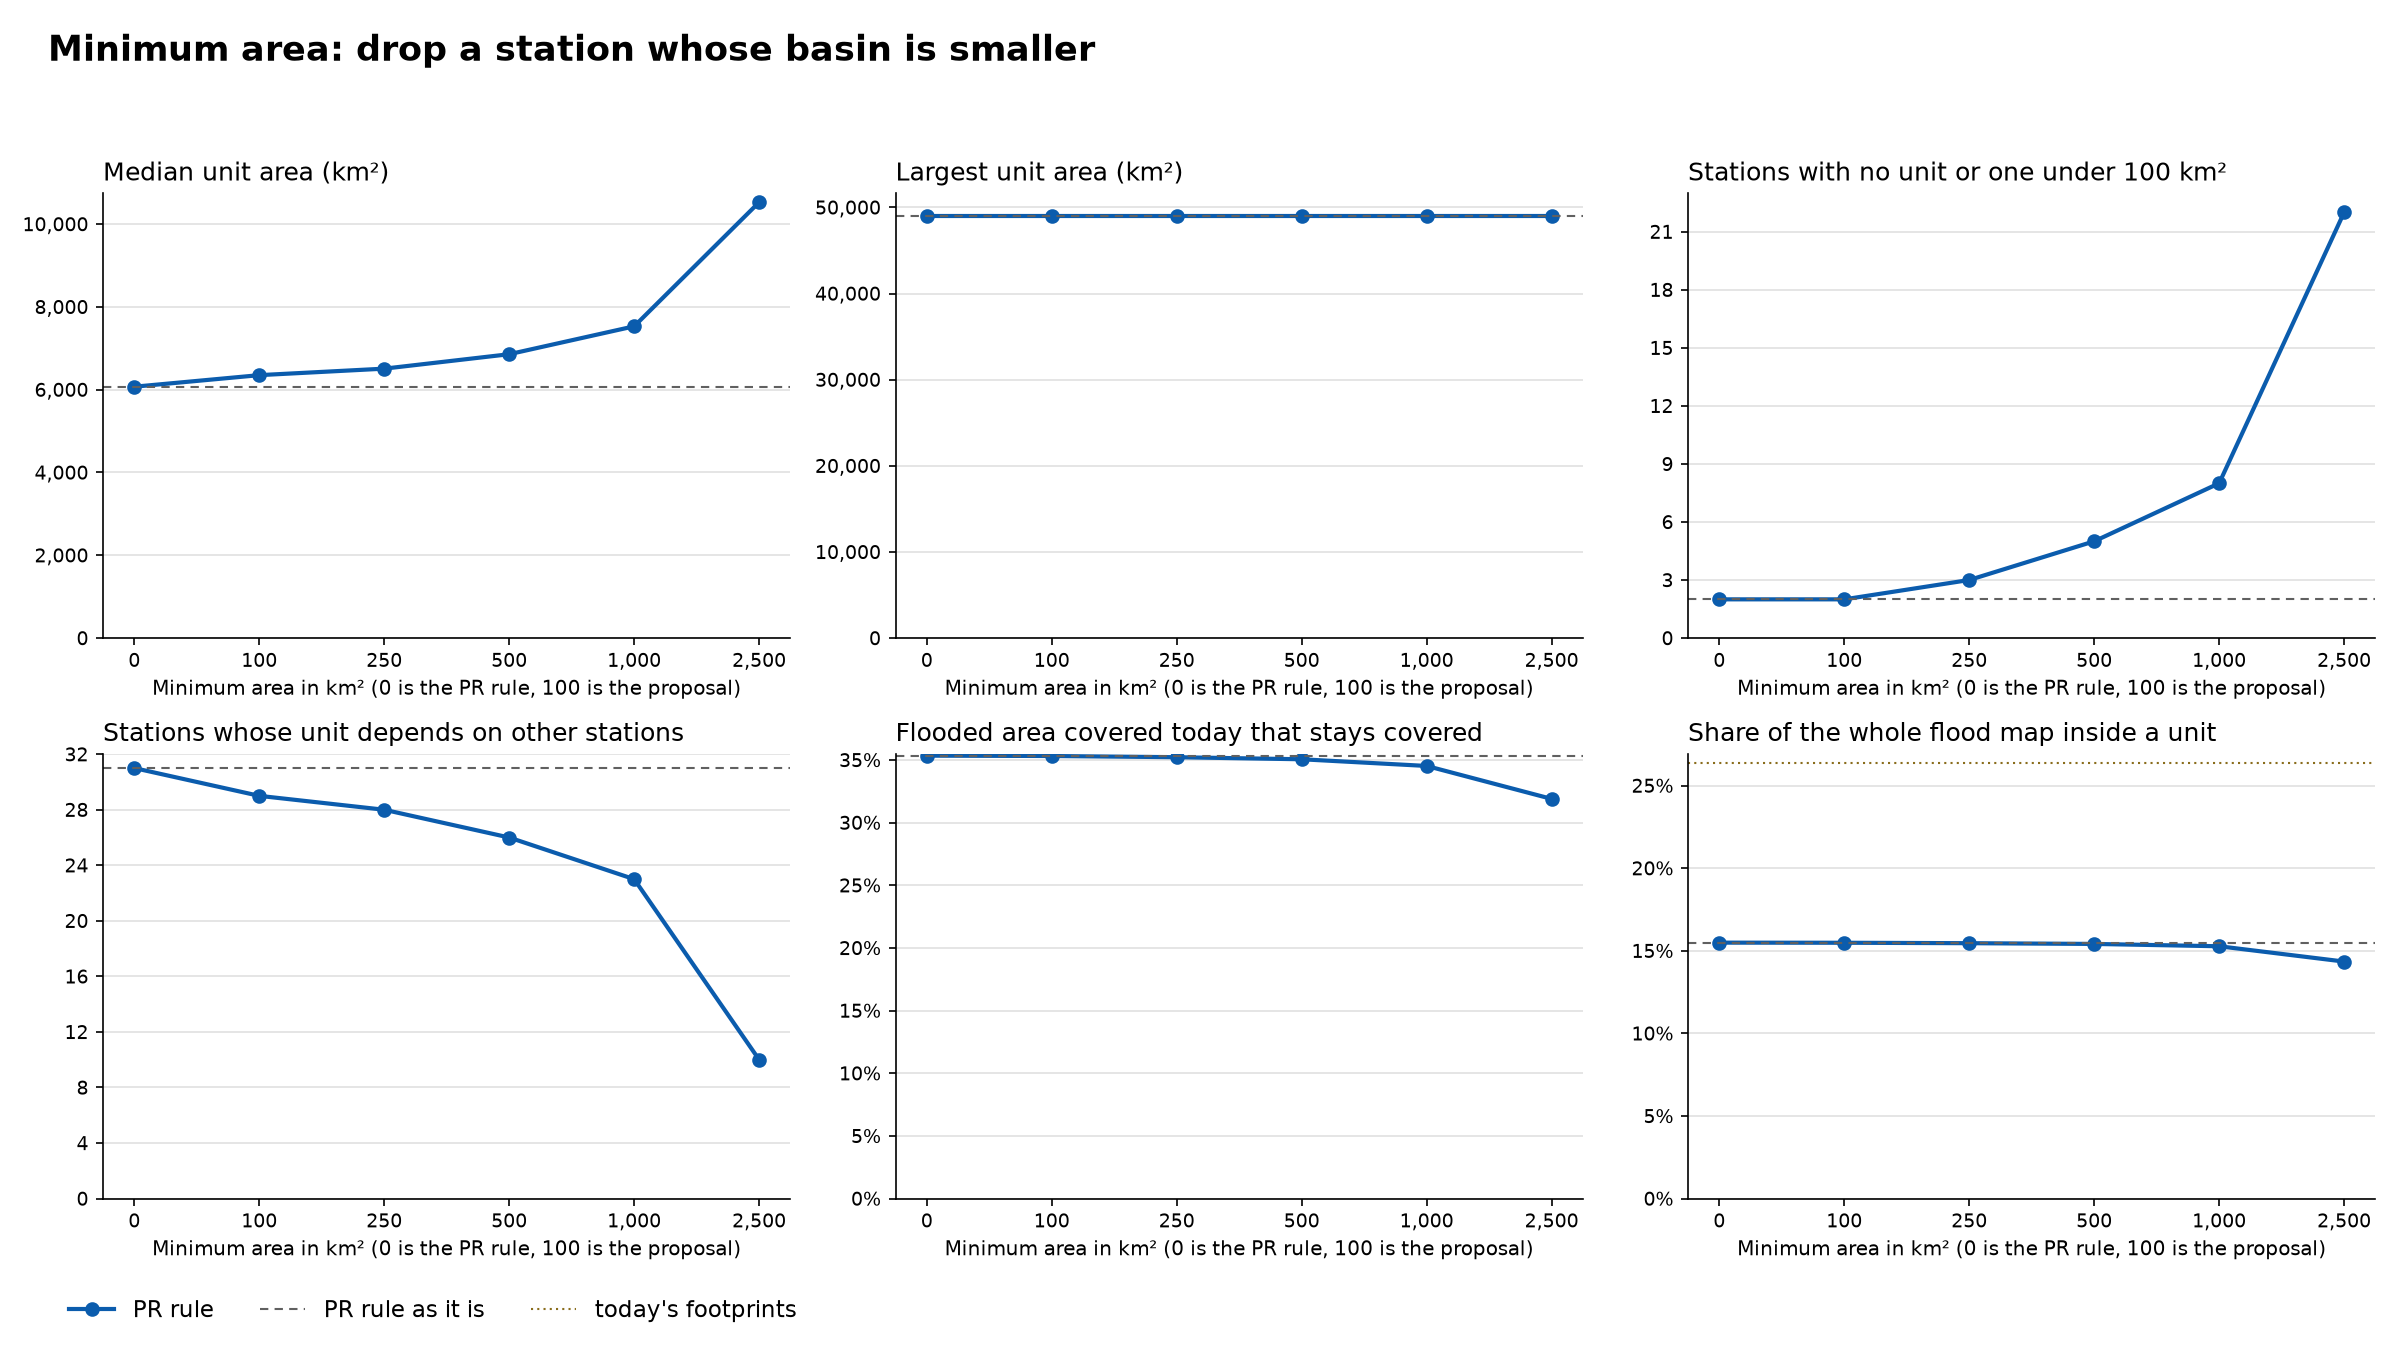 Minimum area: drop a station whose basin is smaller
Median unit area (km²)
10,000
8,000
6,000
4,000
2,000
0
0 100 250 500 1,000 2,500
Minimum area in km² (0 is the PR rule, 100 is the proposal)
Largest unit area (km²)
50,000
40,000
30,000
20,000
10,000
0
0 100 250 500 1,000 2,500
Minimum area in km² (0 is the PR rule, 100 is the proposal)
Stations with no unit or one under 100 km²
21
18
15
12
9
6
3
0
0 100 250 500 1,000 2,500
Minimum area in km² (0 is the PR rule, 100 is the proposal)
Stations whose unit depends on other stations
32
28
24
20
16
12
8
4
0
0 100 250 500 1,000 2,500
Minimum area in km² (0 is the PR rule, 100 is the proposal)
Flooded area covered today that stays covered
35%
30%
25%
20%
15%
10%
5%
0%
0 100 250 500 1,000 2,500
Minimum area in km² (0 is the PR rule, 100 is the proposal)
Share of the whole flood map inside a unit
25%
20%
15%
10%
5%
0%
0 100 250 500 1,000 2,500
Minimum area in km² (0 is the PR rule, 100 is the proposal)
PR rule
PR rule as it is
today's footprints